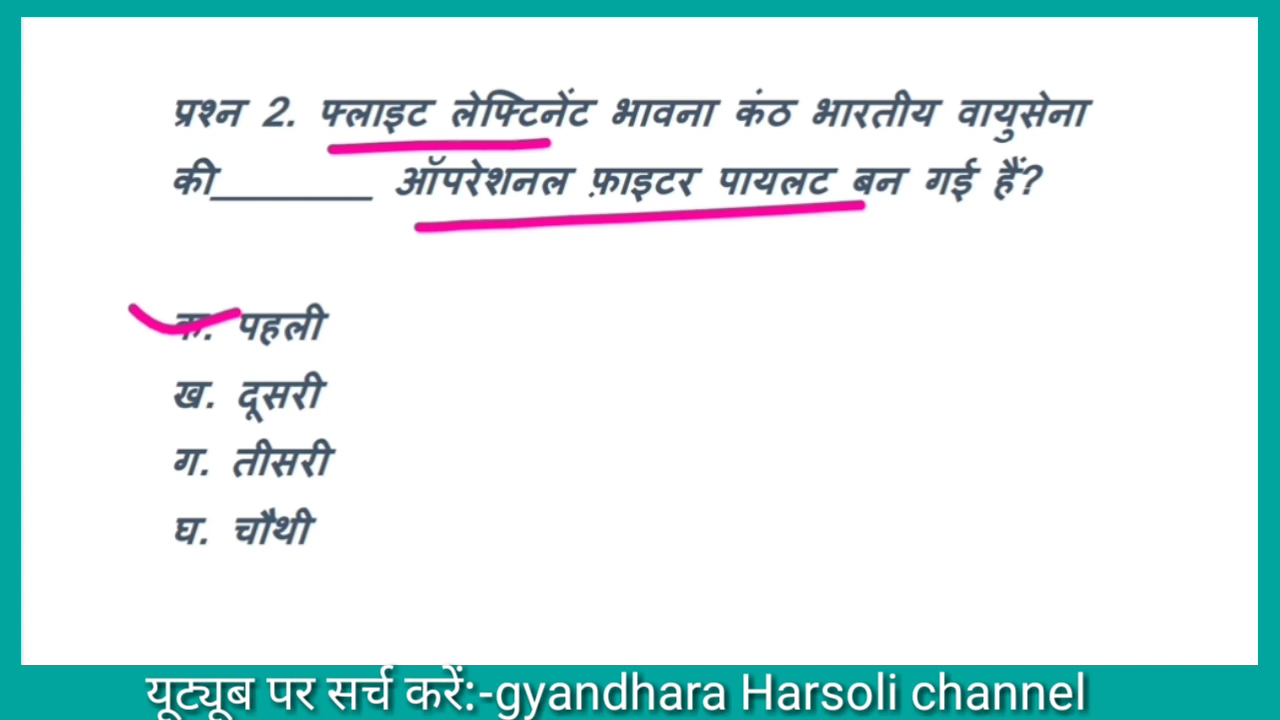 प्रश्न 2. फ्लाइट लेफ्टिनेंट भावना कंठ भारतीय वायुसेना
की________ ऑपरेशनल फ़ाइटर पायलट बन गई हैं?
क. पहली
ख. दूसरी
ग. तीसरी
घ. चौथी
यूट्यूब पर सर्च करें:-gyandhara Harsoli channel